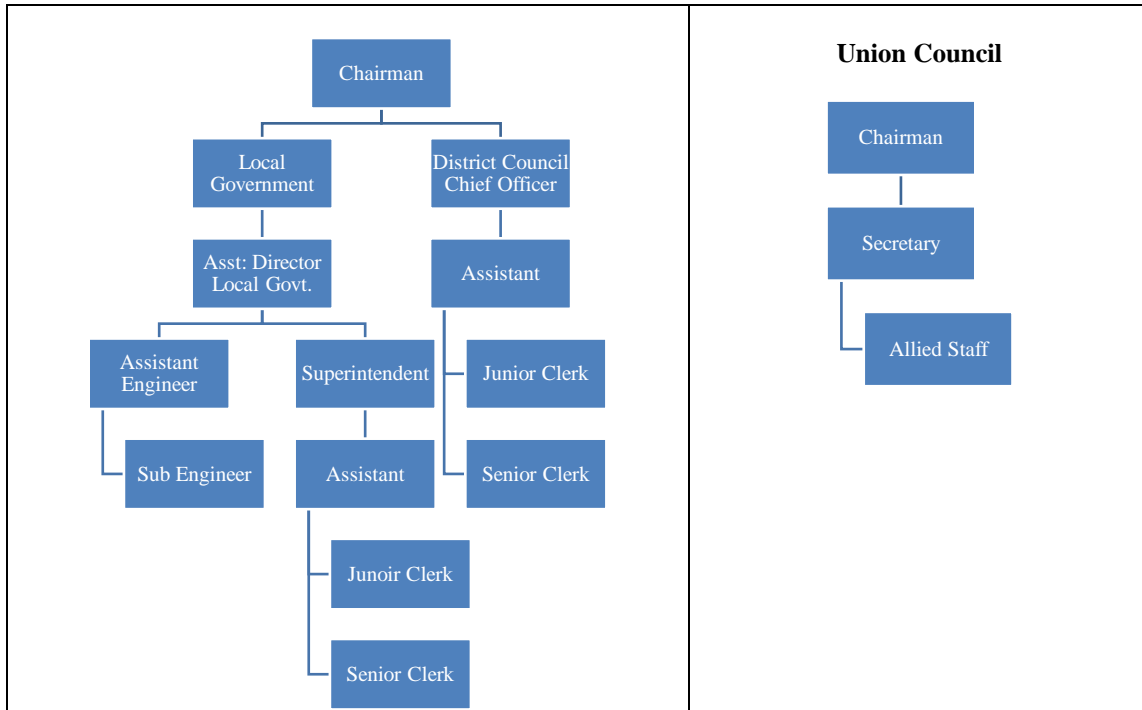 Chairman
Local
Government
District Council
Chief Officer
Asst: Director
Local Govt.
Assistant
Assistant
Engineer
Superintendent
Junior Clerk
Sub Engineer
Assistant
Senior Clerk
Junoir Clerk
Senior Clerk
Union Council
Chairman
Secretary
Allied Staff